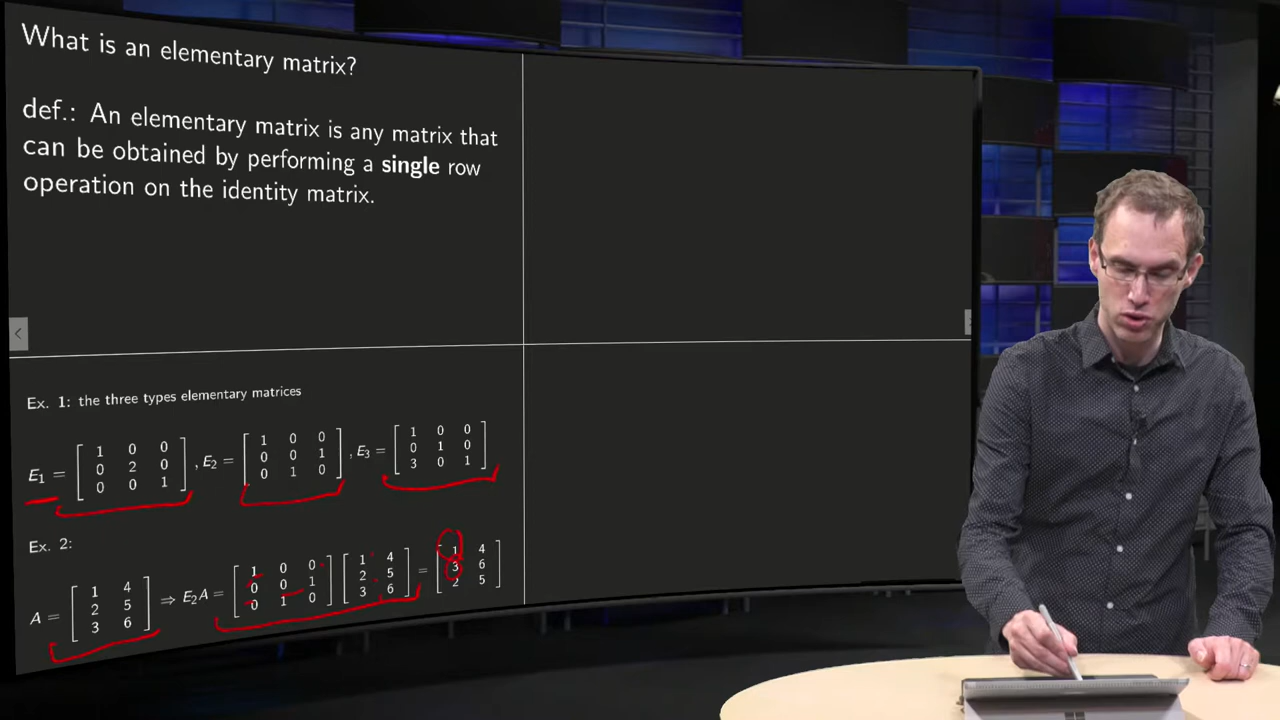 What is an elementary matrix?
def.: An elementary matrix is any matrix that
can be obtained by performing a single row
operation on the identity matrix.
<
Ex. 1: the three types elementary matrices
E₁ = [1 0 0; 0 2 0; 0 0 1], E₂ = [1 0 0; 0 0 1; 0 1 0], E₃ = [1 0 0; 0 1 0; 3 0 1]
Ex. 2:
A = [1 4; 2 5; 3 6] ⇒ E₂A = [1 0 0; 0 0 1; 0 1 0] [1 4; 2 5; 3 6] = [1 4; 3 6; 2 5]